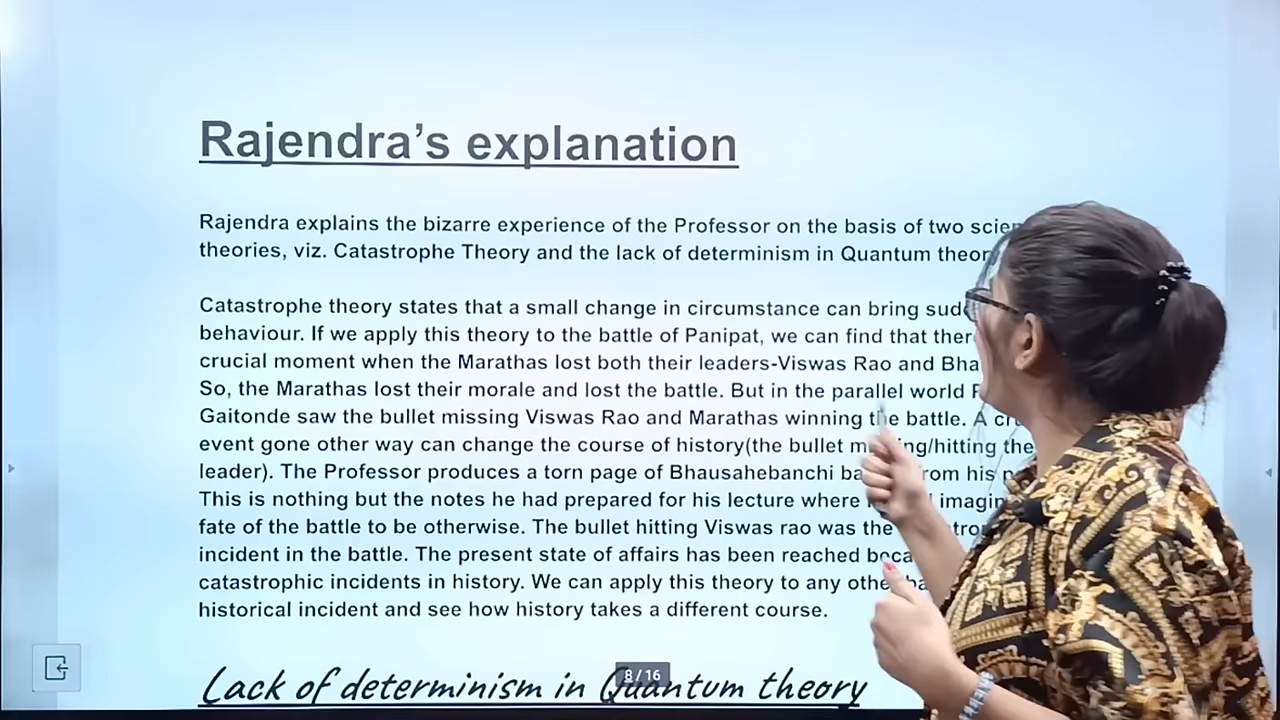 Rajendra's explanation
Rajendra explains the bizarre experience of the Professor on the basis of two
theories, viz. Catastrophe Theory and the lack of determinism in Quantum
Catastrophe theory states that a small change in circumstance can bring
behaviour. If we apply this theory to the battle of Panipat, we can find that
crucial moment when the Marathas lost both their leaders-Viswas Rao and
So, the Marathas lost their morale and lost the battle. But in the parallel world
Gaitonde saw the bullet missing Viswas Rao and Marathas winning the battle. A
event gone other way can change the course of history(the bullet the
leader). The Professor produces a torn page of Bhausahebanchi his
This is nothing but the notes he had prepared for his lecture where
fate of the battle to be otherwise. The bullet hitting Viswas rao was the
incident in the battle. The present state of affairs has been reached
catastrophic incidents in history. We can apply this theory to any
historical incident and see how history takes a different course.
Lack of determinism in Quantum theory
8 / 16